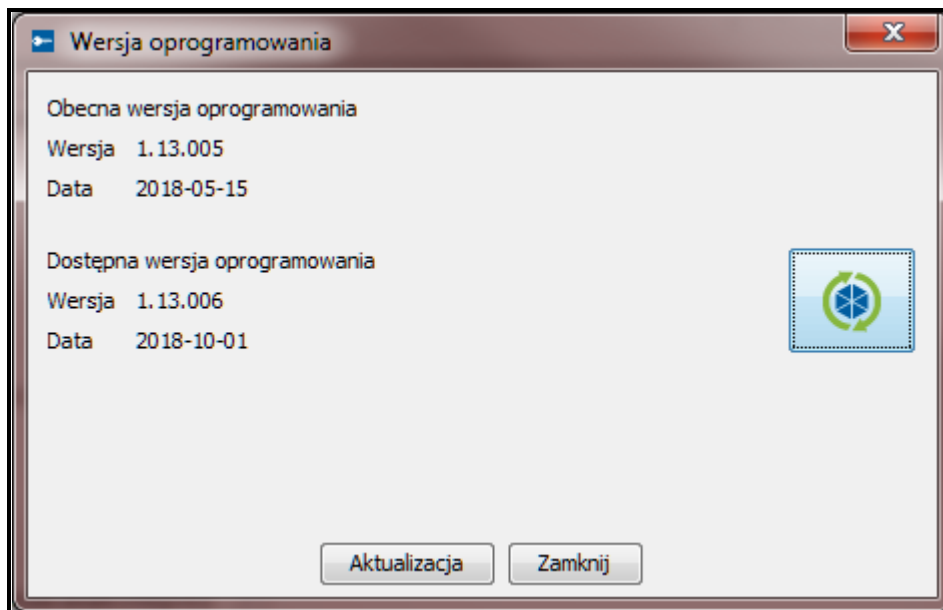 Wersja oprogramowania
Obecna wersja oprogramowania
Wersja 1.13.005
Data 2018-05-15
Dostępna wersja oprogramowania
Wersja 1.13.006
Data 2018-10-01
Aktualizacja Zamknij